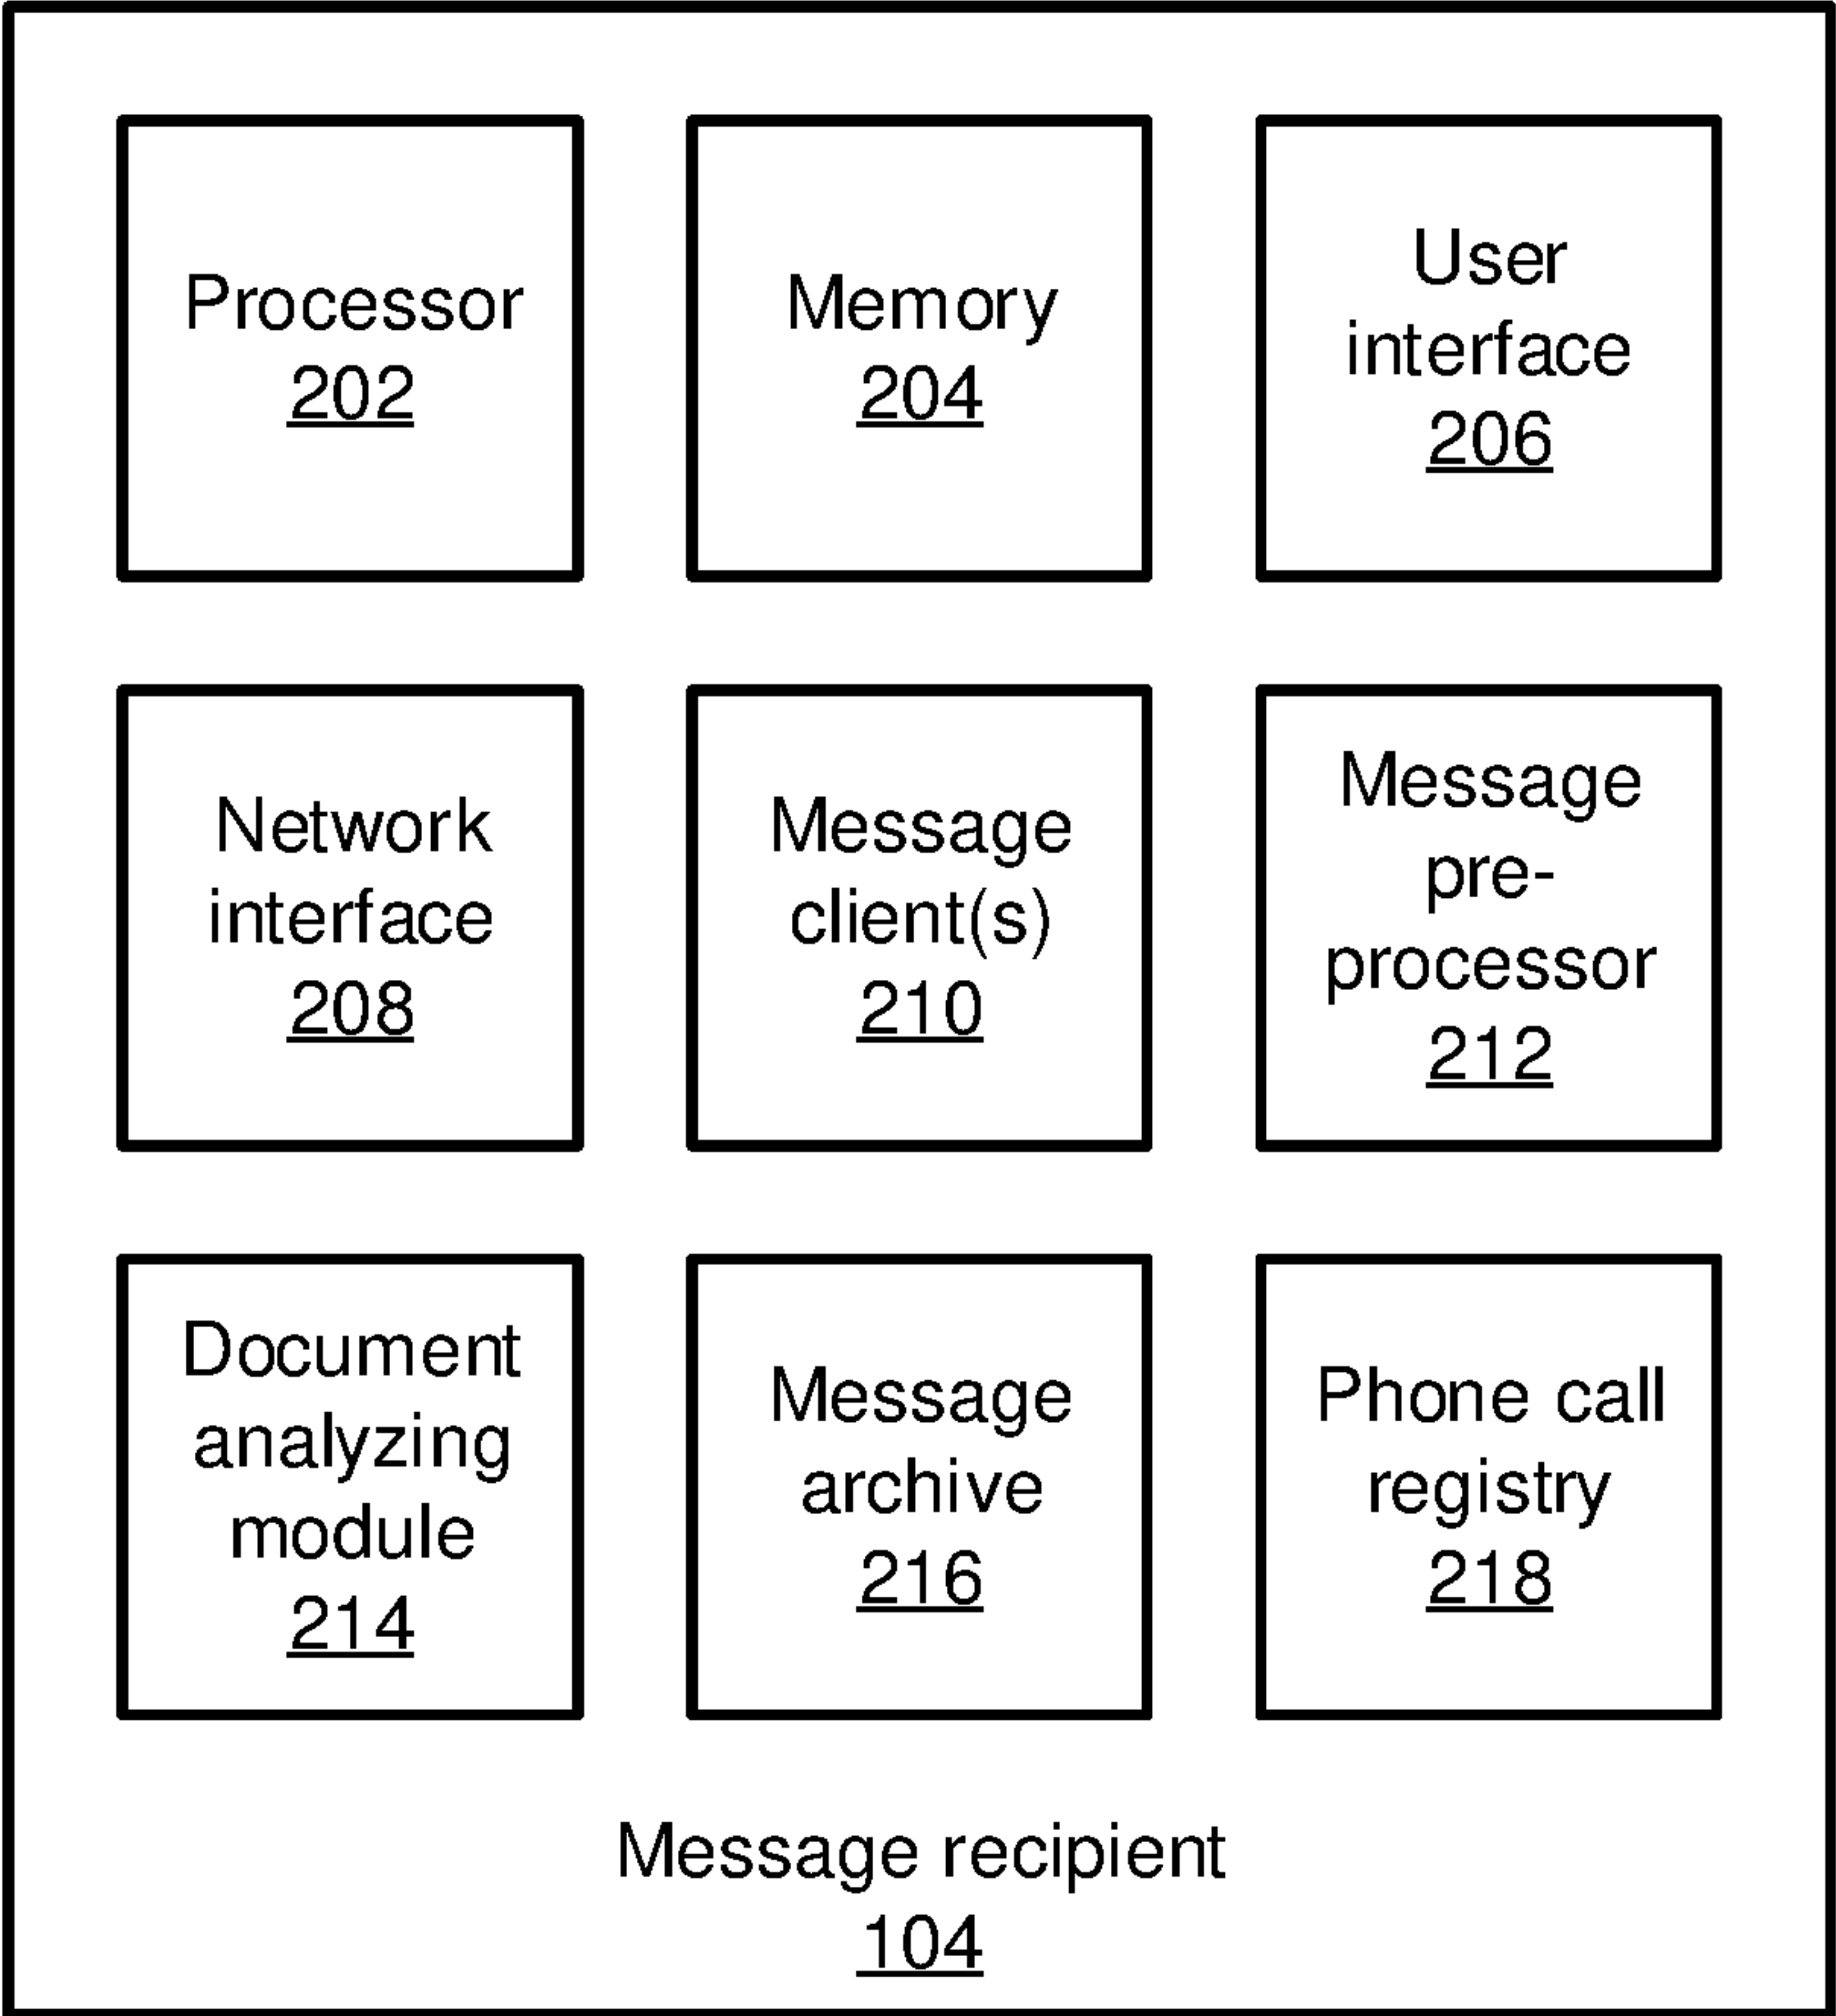 Processor
202
Memory
204
User
interface
206
Network
interface
208
Message
client(s)
210
Message
pre-
processor
212
Document
analyzing
module
214
Message
archive
216
Phone call
registry
218
Message recipient
104